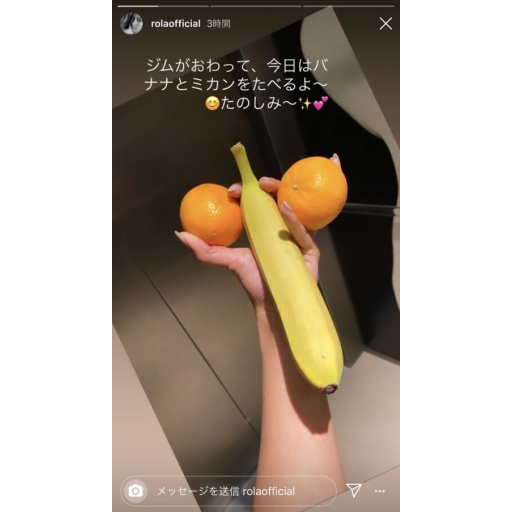 rolaofficial 3時間
ジムがおわって、今日はバ
ナナとミカンをたべるよ〜
😊たのしみ〜✨💕
メッセージを送信 rolaofficial